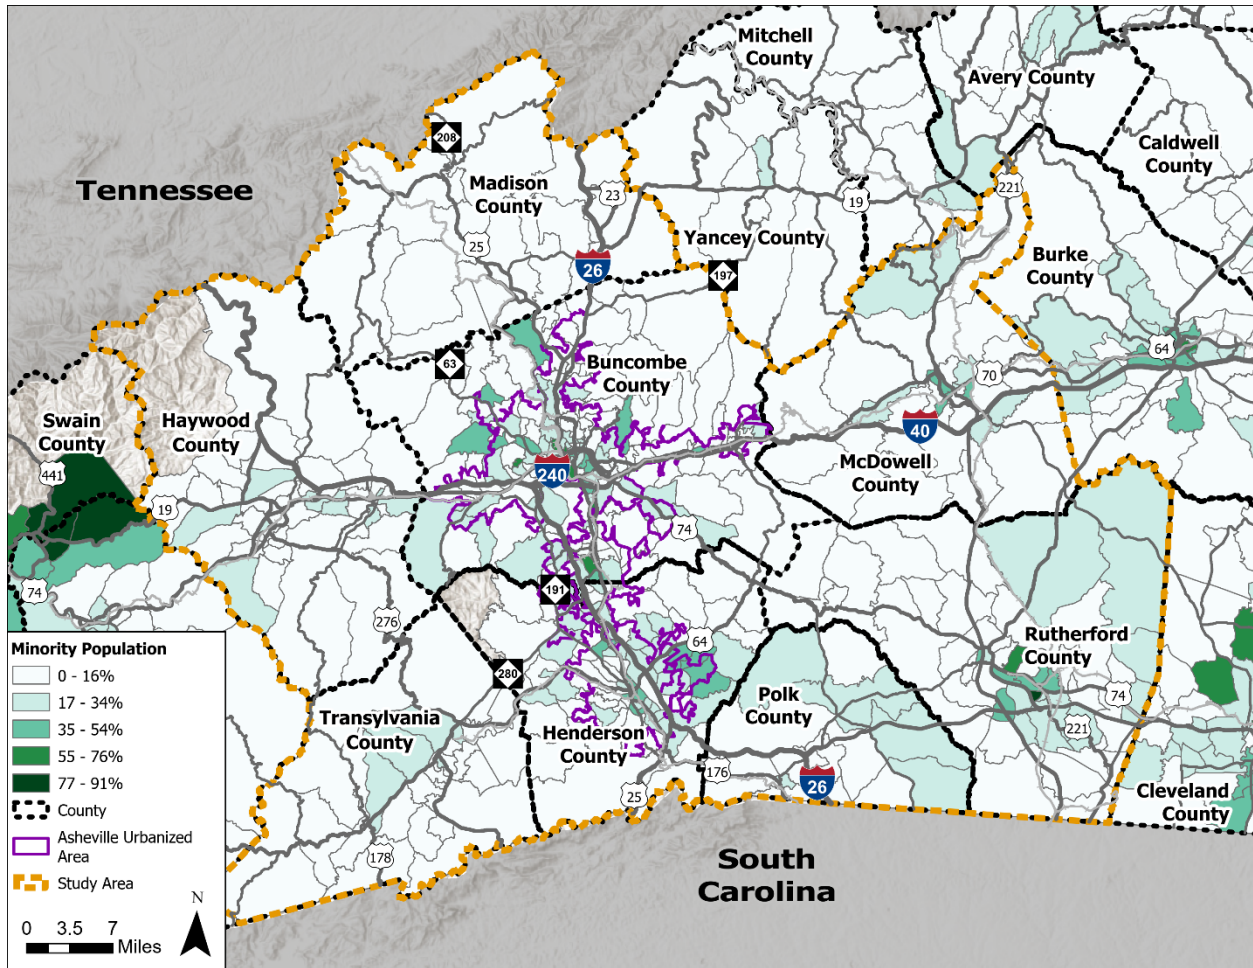 Mitchell
County
Avery County
Caldwell
County
208
Tennessee
Madison
County
221
23
19
25
Yancey County
Burke
County
26
197
63
64
Buncombe
County
70
Swain
County
Haywood
County
40
441
240
McDowell
County
19
74
74
191
276
64
Rutherford
County
280
74
Polk
County
Transylvania
County
Henderson
County
221
176
26
25
Cleveland
County
178
South
Carolina
Minority Population
0 - 16%
17 - 34%
35 - 54%
55 - 76%
77 - 91%
County
Asheville Urbanized
Area
Study Area
N
0 3.5 7
Miles